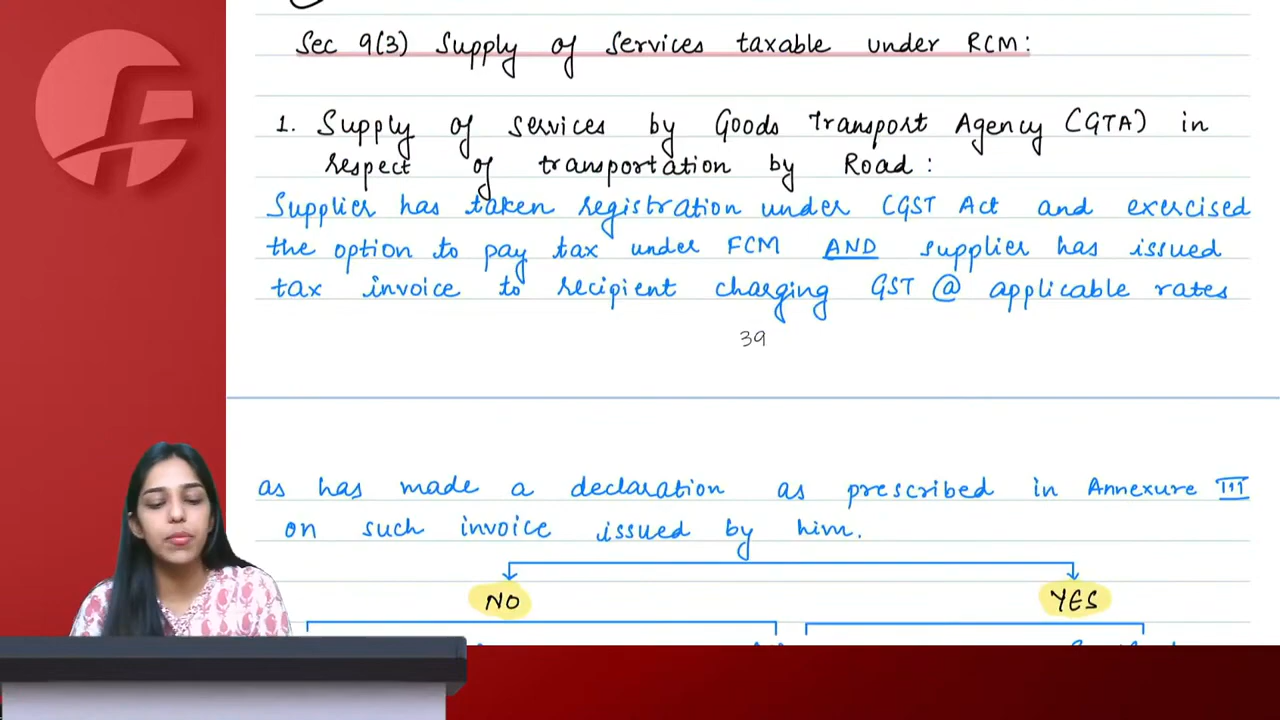 Sec 9(3) Supply of Services taxable under RCM:
1. Supply of services by Goods Transport Agency (GTA) in
respect of transportation by Road :
Supplier has taken registration under CGST Act and exercised
the option to pay tax under FCM AND supplier has issued
tax invoice to recipient charging GST @ applicable rates
39
as has made a declaration as prescribed in Annexure III
on such invoice issued by him.
NO YES